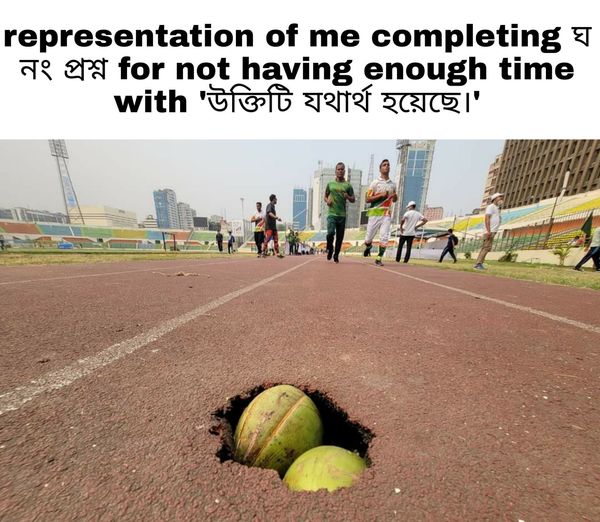 representation of me completing ঘ
নং প্রশ্ন for not having enough time
with 'উক্তিটি যথার্থ হয়েছে।'